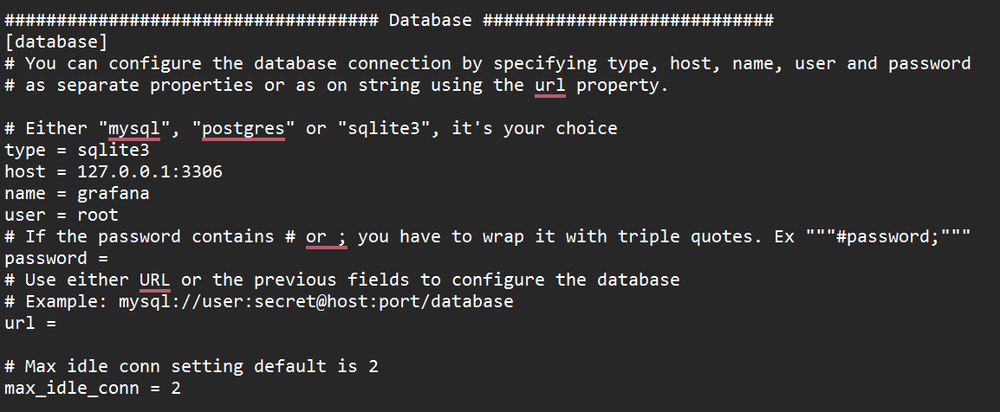 #################################### Database ############################
[database]
# You can configure the database connection by specifying type, host, name, user and password
# as separate properties or as on string using the url property.
# Either "mysql", "postgres" or "sqlite3", it's your choice
type = sqlite3
host = 127.0.0.1:3306
name = grafana
user = root
# If the password contains # or ; you have to wrap it with triple quotes. Ex """#password;"""
password =
# Use either URL or the previous fields to configure the database
# Example: mysql://user:secret@host:port/database
url =
# Max idle conn setting default is 2
max_idle_conn = 2